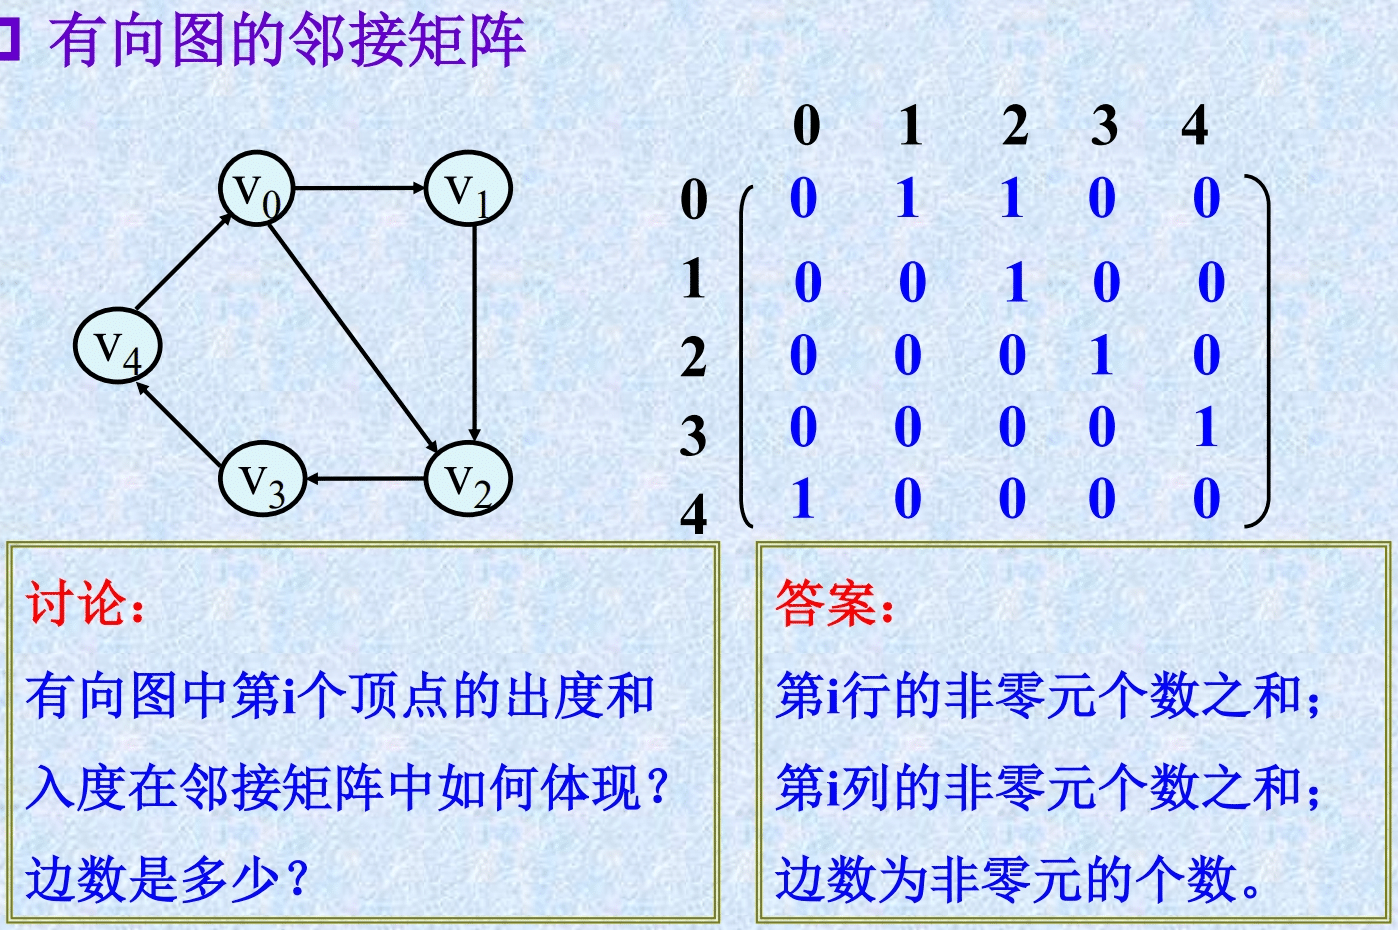 有向图的邻接矩阵
v0 v1
v4
v3 v2
0 1 2 3 4
0 0 1 1 0 0
1 0 0 1 0 0
2 0 0 0 1 0
3 0 0 0 0 1
4 1 0 0 0 0
讨论：
有向图中第i个顶点的出度和
入度在邻接矩阵中如何体现？
边数是多少？
答案：
第i行的非零元个数之和；
第i列的非零元个数之和；
边数为非零元的个数。